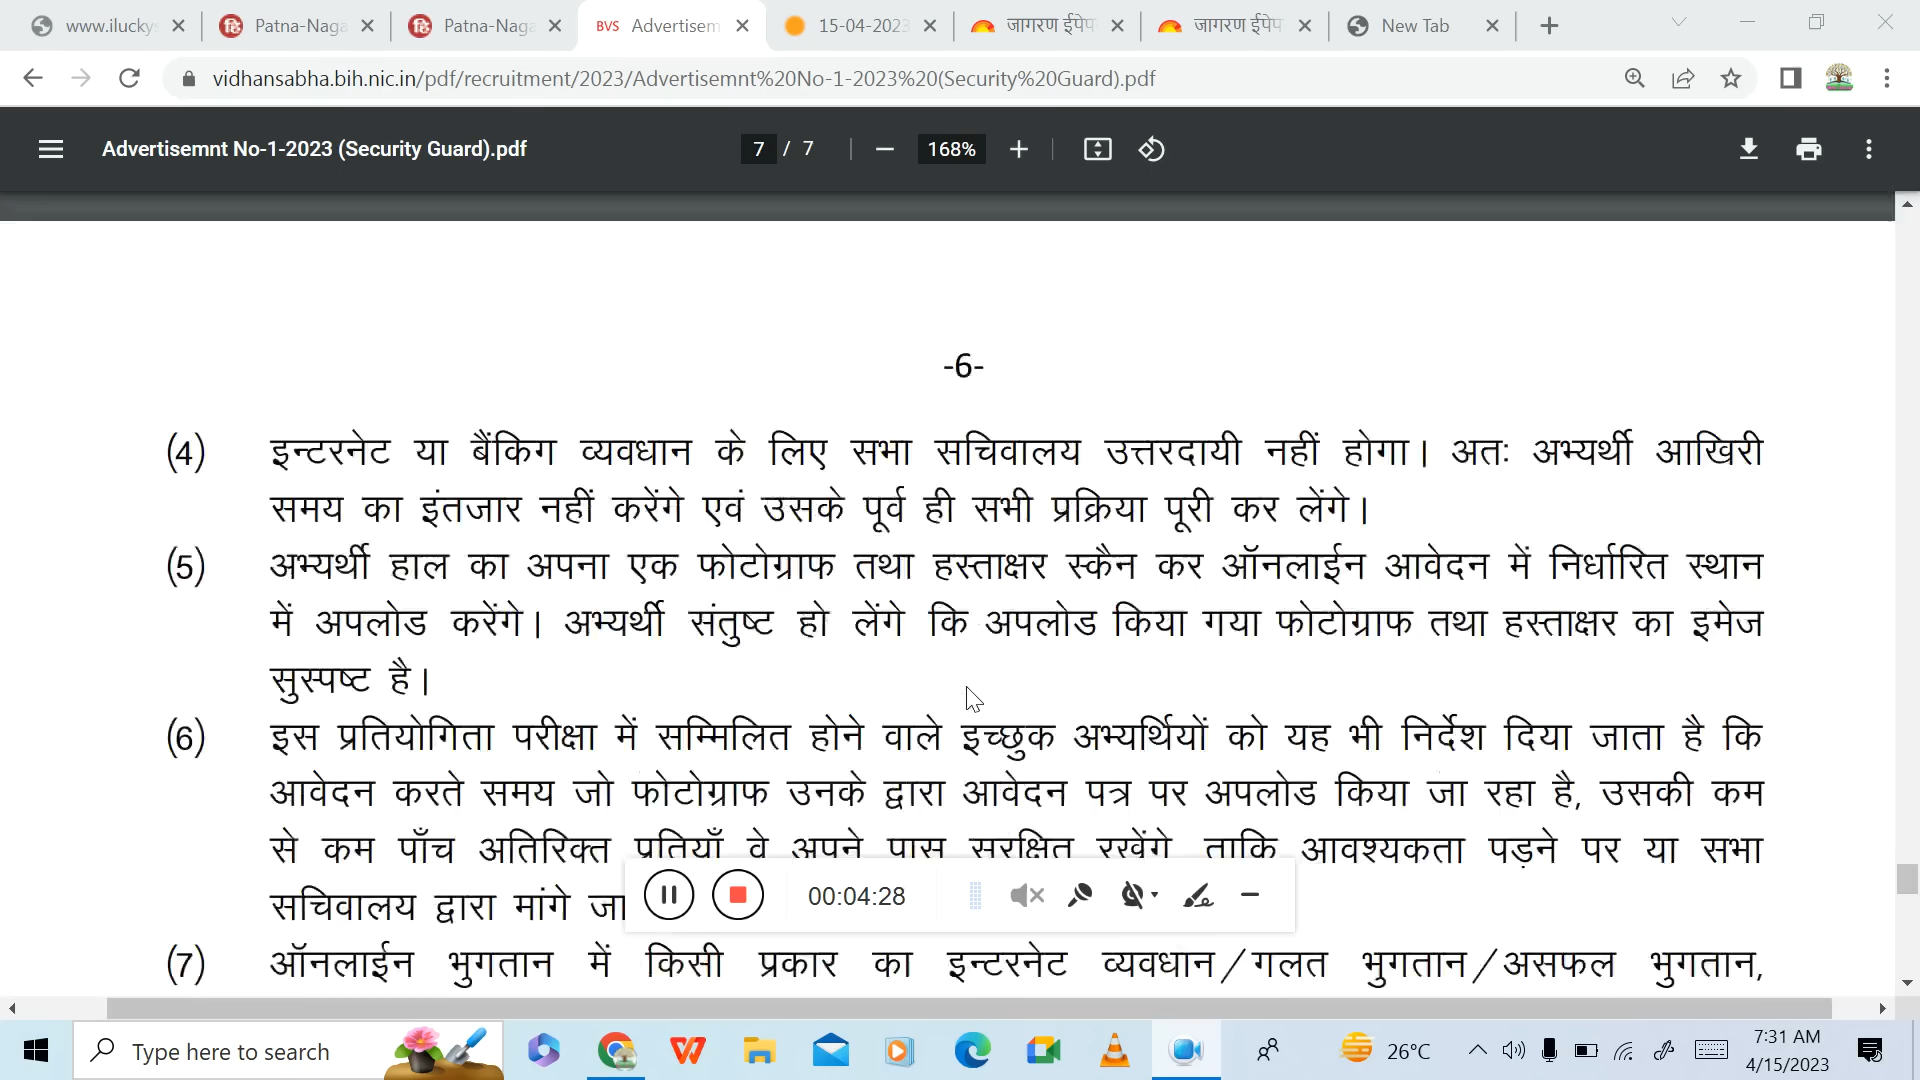 www.ilucky
Patna-Naga
Patna-Naga
BVS Advertisem
15-04-2023
जागरण ईपेप
जागरण ईपेप
New Tab
vidhansabha.bih.nic.in/pdf/recruitment/2023/Advertisemnt%20No-1-2023%20(Security%20Guard).pdf
Advertisemnt No-1-2023 (Security Guard).pdf
7 / 7
168%
-6-
(4) इन्टरनेट या बैंकिग व्यवधान के लिए सभा सचिवालय उत्तरदायी नहीं होगा। अतः अभ्यर्थी आखिरी
समय का इंतजार नहीं करेंगे एवं उसके पूर्व ही सभी प्रक्रिया पूरी कर लेंगे।
(5) अभ्यर्थी हाल का अपना एक फोटोग्राफ तथा हस्ताक्षर स्कैन कर ऑनलाईन आवेदन में निर्धारित स्थान
में अपलोड करेंगे। अभ्यर्थी संतुष्ट हो लेंगे कि अपलोड किया गया फोटोग्राफ तथा हस्ताक्षर का इमेज
सुस्पष्ट है।
(6) इस प्रतियोगिता परीक्षा में सम्मिलित होने वाले इच्छुक अभ्यर्थियों को यह भी निर्देश दिया जाता है कि
आवेदन करते समय जो फोटोग्राफ उनके द्वारा आवेदन पत्र पर अपलोड किया जा रहा है, उसकी कम
से कम पाँच अतिरिक्त प्रतियाँ वे अपने पास सुरक्षित रखेंगे, ताकि आवश्यकता पड़ने पर या सभा
सचिवालय द्वारा मांगे जा
00:04:28
(7) ऑनलाईन भुगतान में किसी प्रकार का इन्टरनेट व्यवधान/गलत भुगतान/असफल भुगतान,
Type here to search
26°C
7:31 AM
4/15/2023